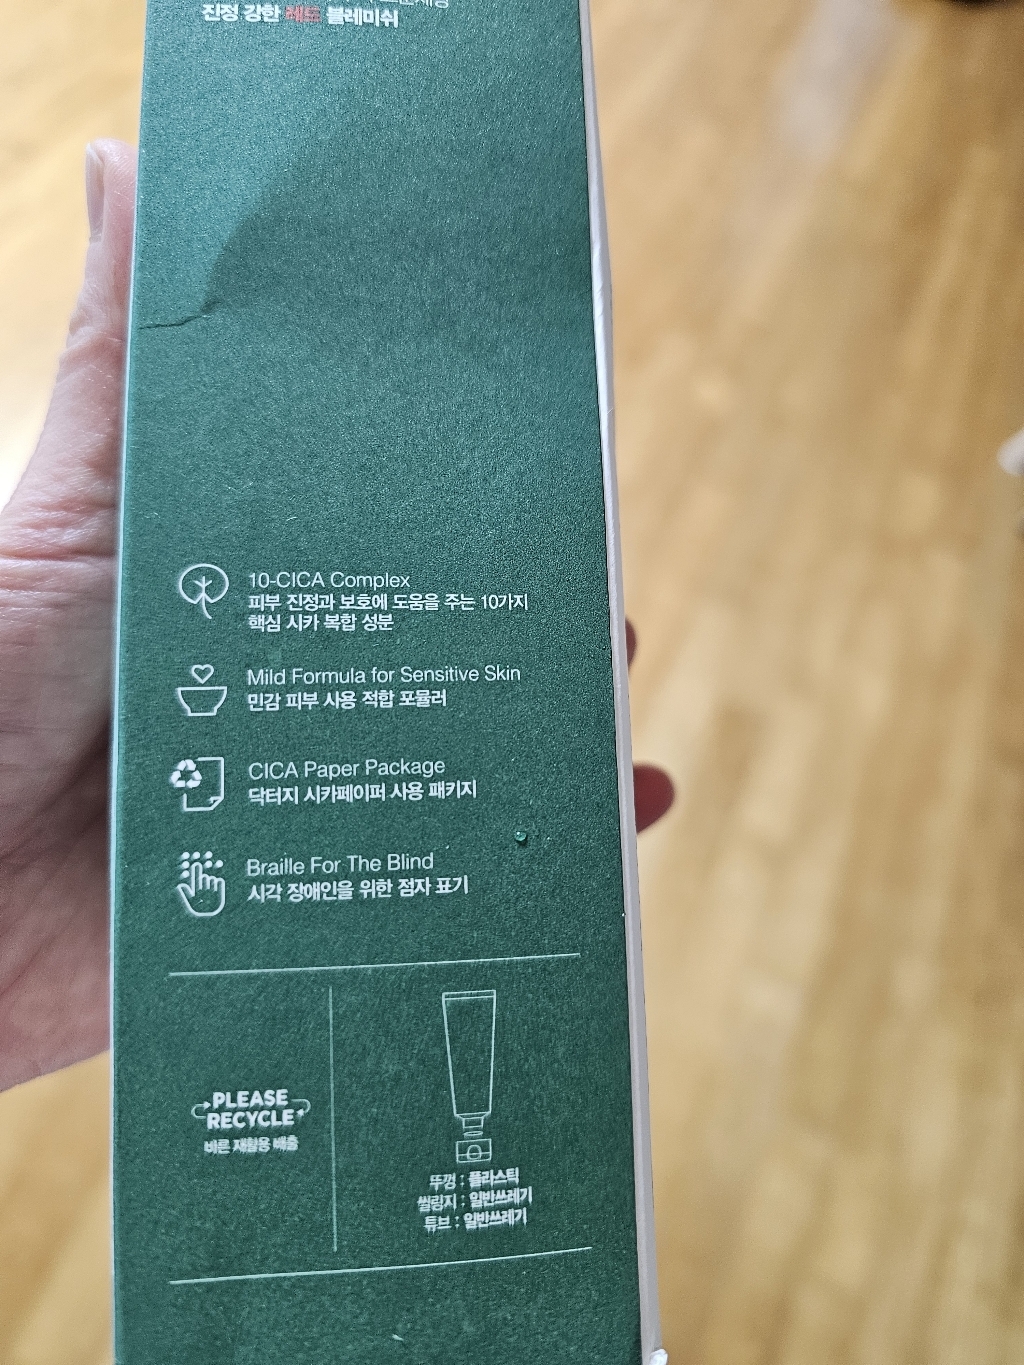 진정 강한 레드 블레미쉬
10-CICA Complex
피부 진정과 보호에 도움을 주는 10가지
핵심 시카 복합 성분
Mild Formula for Sensitive Skin
민감 피부 사용 적합 포뮬러
CICA Paper Package
닥터지 시카페이퍼 사용 패키지
Braille For The Blind
시각 장애인을 위한 점자 표기
PLEASE
RECYCLE
바른 재활용 배출
뚜껑 : 플라스틱
씰링지 : 일반쓰레기
튜브 : 일반쓰레기